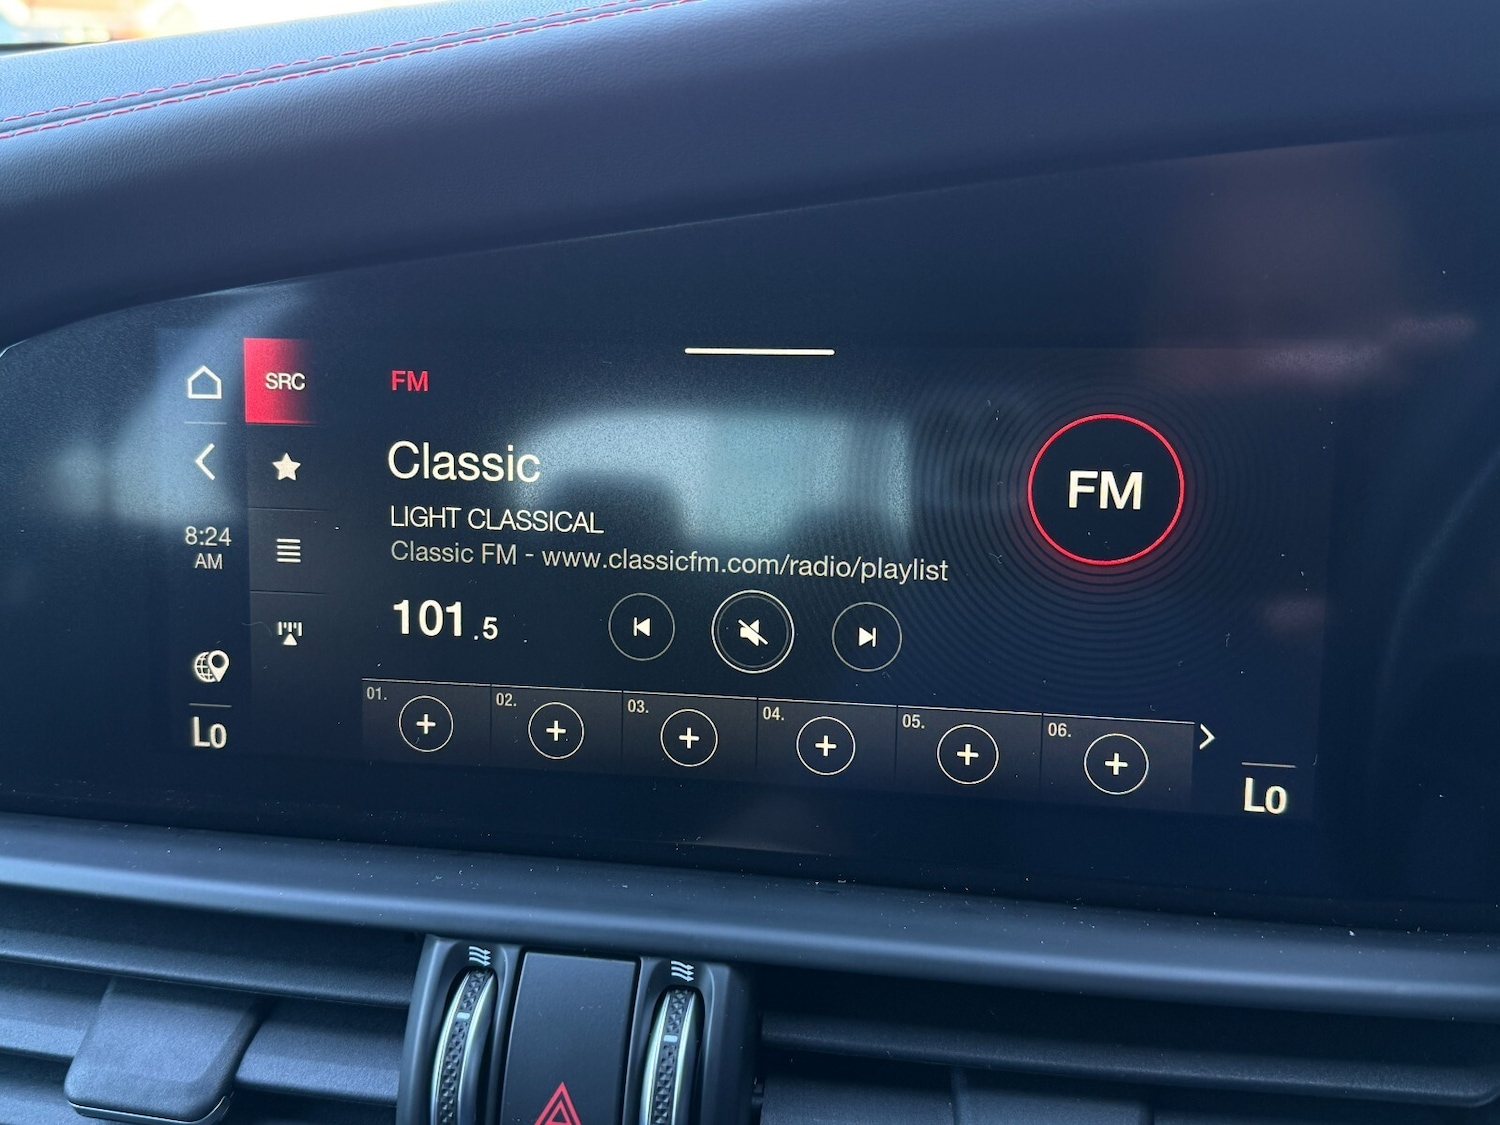 SRC
FM
Classic
LIGHT CLASSICAL
Classic FM - www.classicfm.com/radio/playlist
101.5
FM
8:24
AM
Lo
01.
02.
03.
04.
05.
06.
Lo